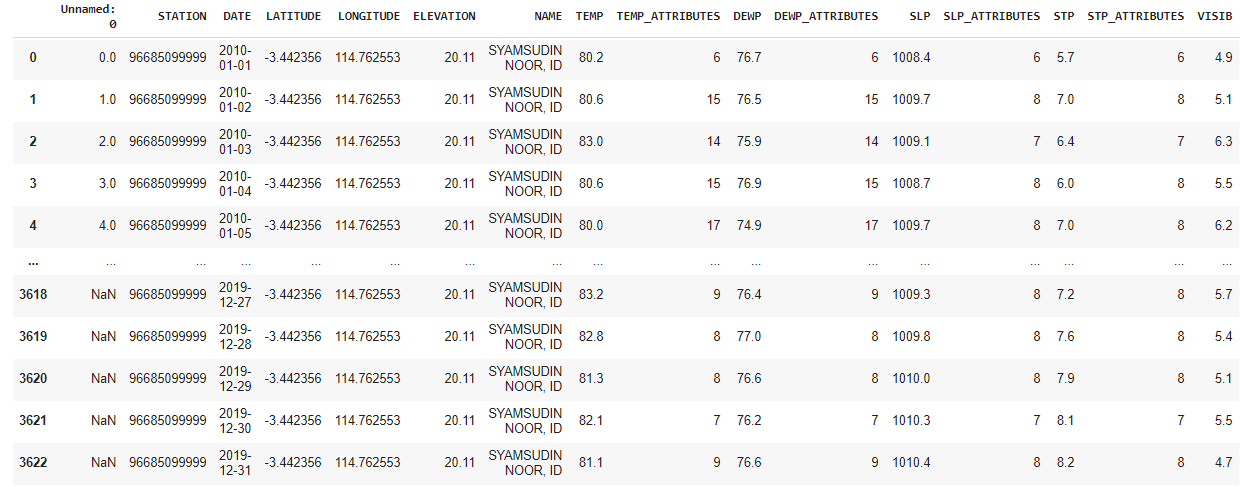 Unnamed: 0 STATION DATE LATITUDE LONGITUDE ELEVATION NAME TEMP TEMP_ATTRIBUTES DEWP DEWP_ATTRIBUTES SLP SLP_ATTRIBUTES STP STP_ATTRIBUTES VISIB
0 0.0 96685099999 2010-01-01 -3.442356 114.762553 20.11 SYAMSUDIN NOOR, ID 80.2 6 76.7 6 1008.4 6 5.7 6 4.9
1 1.0 96685099999 2010-01-02 -3.442356 114.762553 20.11 SYAMSUDIN NOOR, ID 80.6 15 76.5 15 1009.7 8 7.0 8 5.1
2 2.0 96685099999 2010-01-03 -3.442356 114.762553 20.11 SYAMSUDIN NOOR, ID 83.0 14 75.9 14 1009.1 7 6.4 7 6.3
3 3.0 96685099999 2010-01-04 -3.442356 114.762553 20.11 SYAMSUDIN NOOR, ID 80.6 15 76.9 15 1008.7 8 6.0 8 5.5
4 4.0 96685099999 2010-01-05 -3.442356 114.762553 20.11 SYAMSUDIN NOOR, ID 80.0 17 74.9 17 1009.7 8 7.0 8 6.2
... ... ... ... ... ... ... ... ... ... ... ... ... ... ... ... ...
3618 NaN 96685099999 2019-12-27 -3.442356 114.762553 20.11 SYAMSUDIN NOOR, ID 83.2 9 76.4 9 1009.3 8 7.2 8 5.7
3619 NaN 96685099999 2019-12-28 -3.442356 114.762553 20.11 SYAMSUDIN NOOR, ID 82.8 8 77.0 8 1009.8 8 7.6 8 5.4
3620 NaN 96685099999 2019-12-29 -3.442356 114.762553 20.11 SYAMSUDIN NOOR, ID 81.3 8 76.6 8 1010.0 8 7.9 8 5.1
3621 NaN 96685099999 2019-12-30 -3.442356 114.762553 20.11 SYAMSUDIN NOOR, ID 82.1 7 76.2 7 1010.3 7 8.1 7 5.5
3622 NaN 96685099999 2019-12-31 -3.442356 114.762553 20.11 SYAMSUDIN NOOR, ID 81.1 9 76.6 9 1010.4 8 8.2 8 4.7